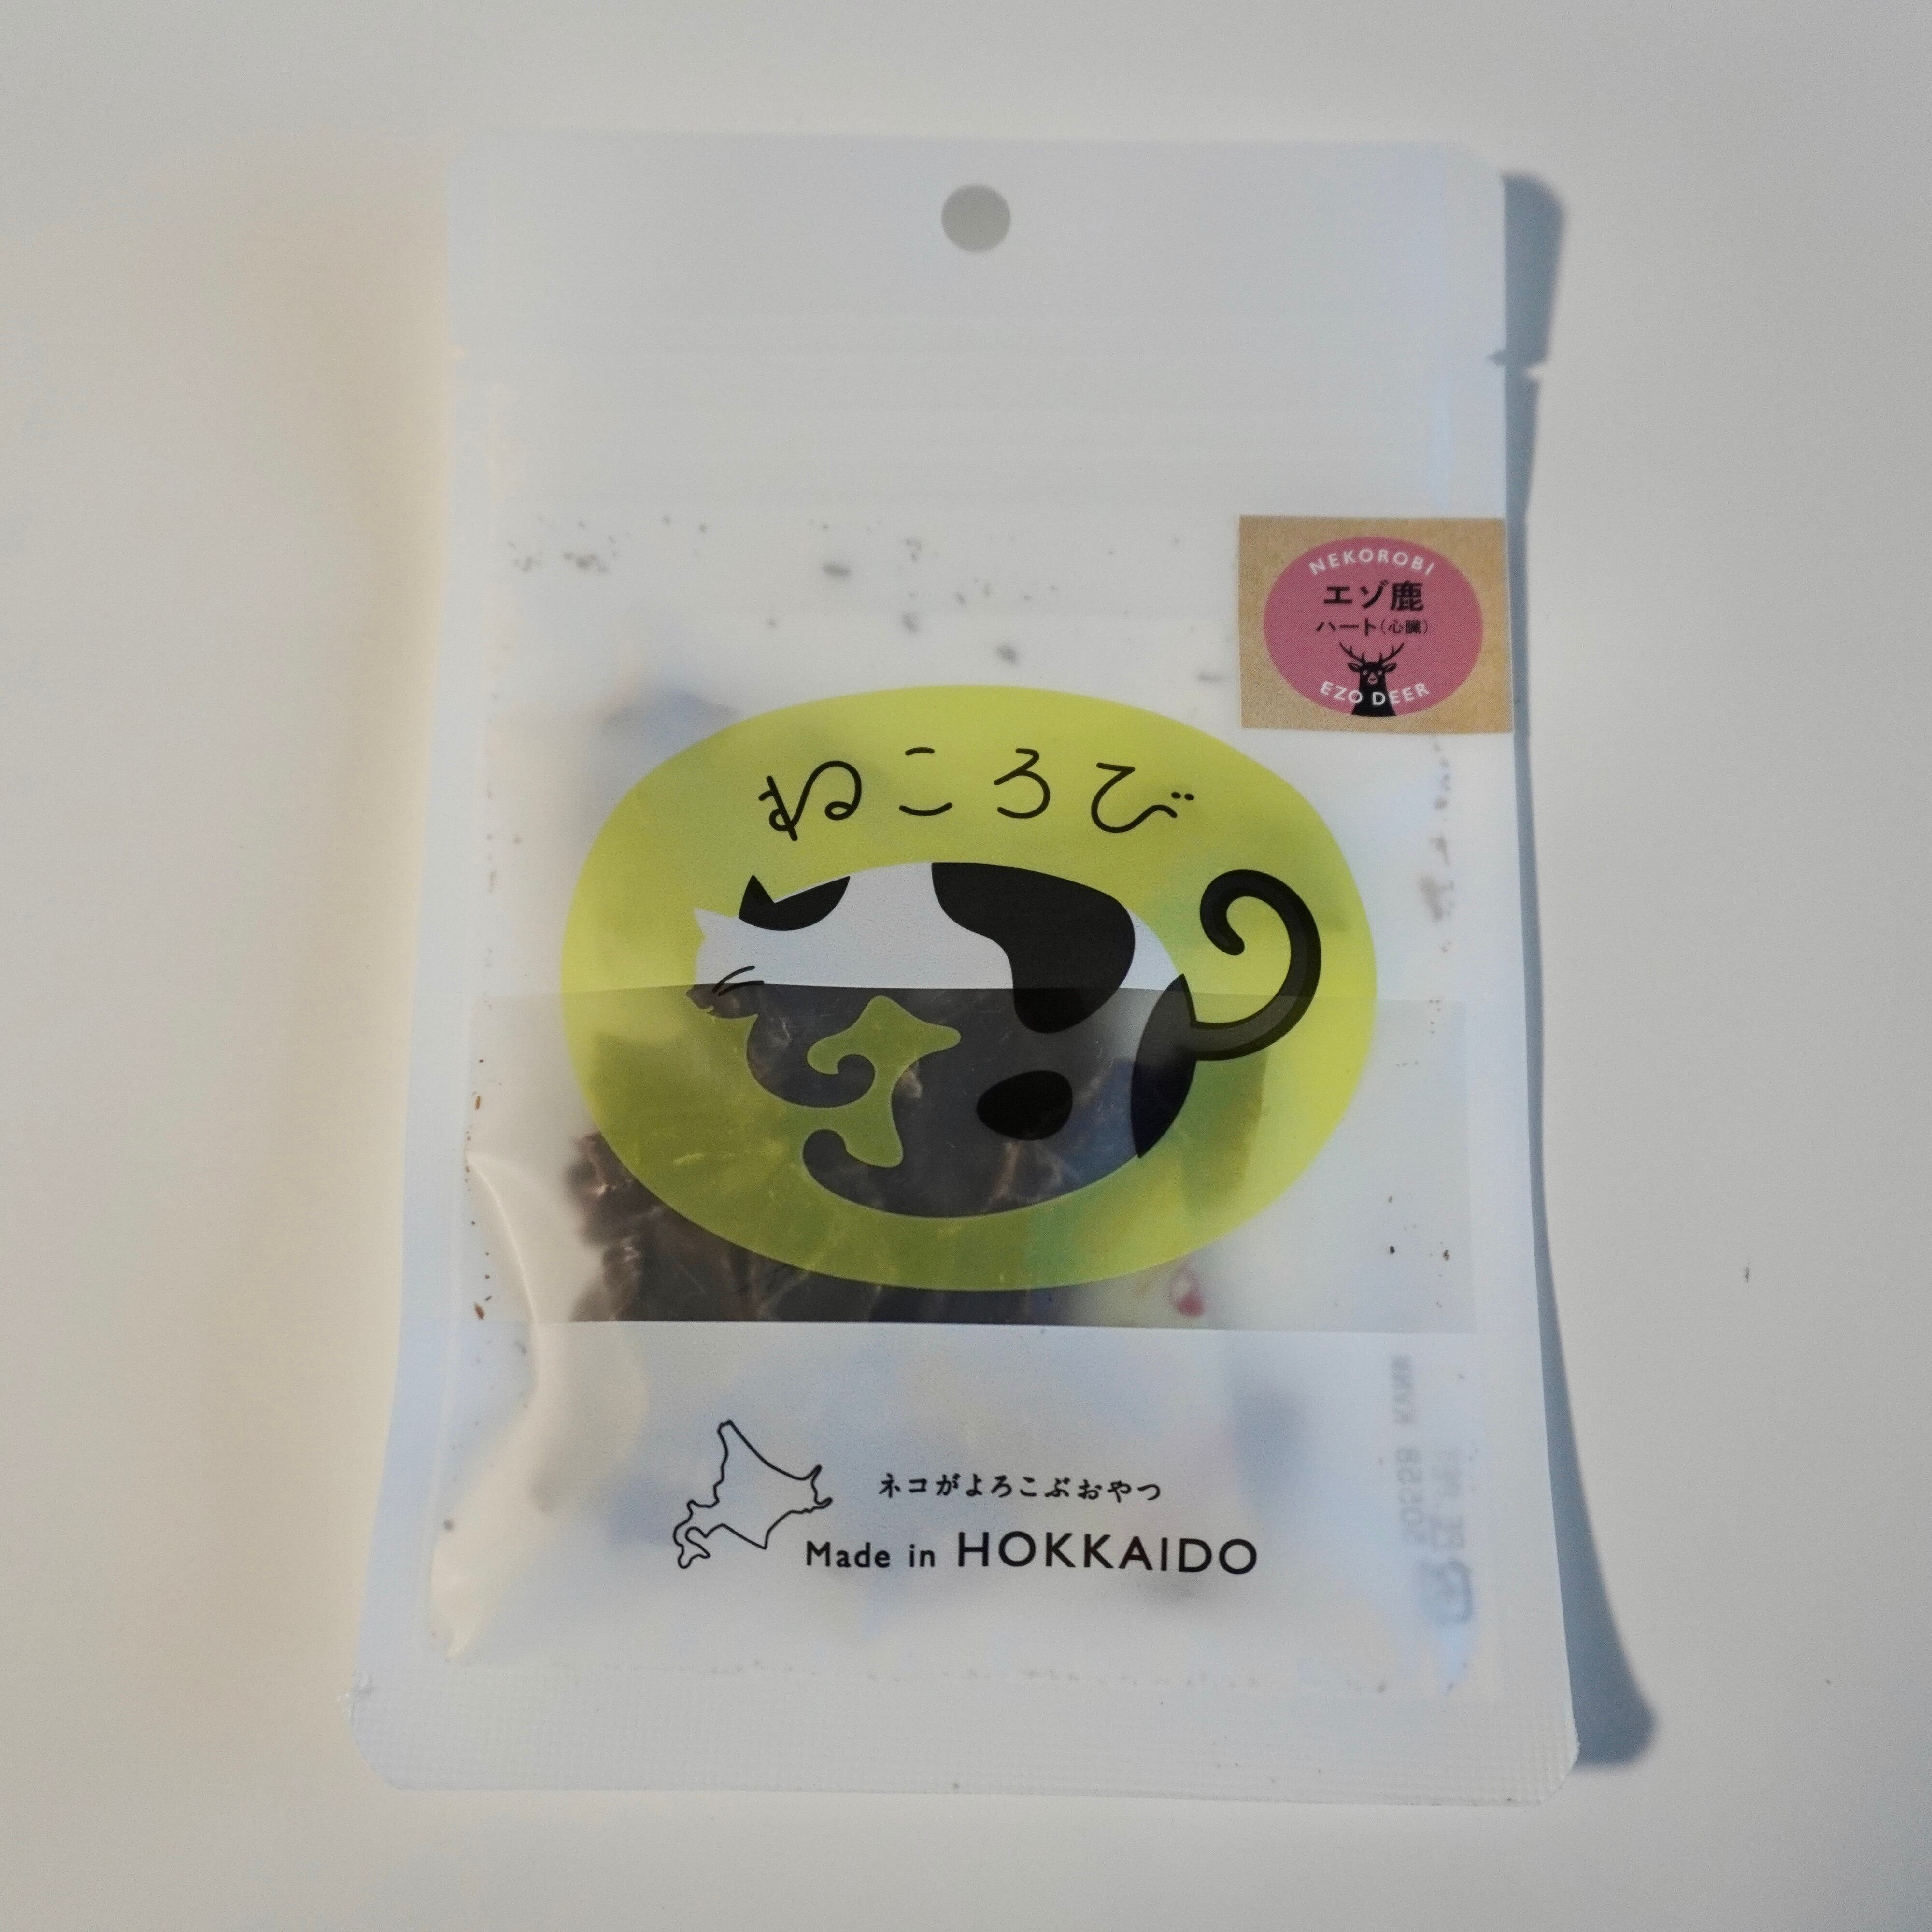 NEKOROBI
エゾ鹿
ハート(心臓)
EZO DEER
ねころび
ネコがよろこぶおやつ
Made in HOKKAIDO